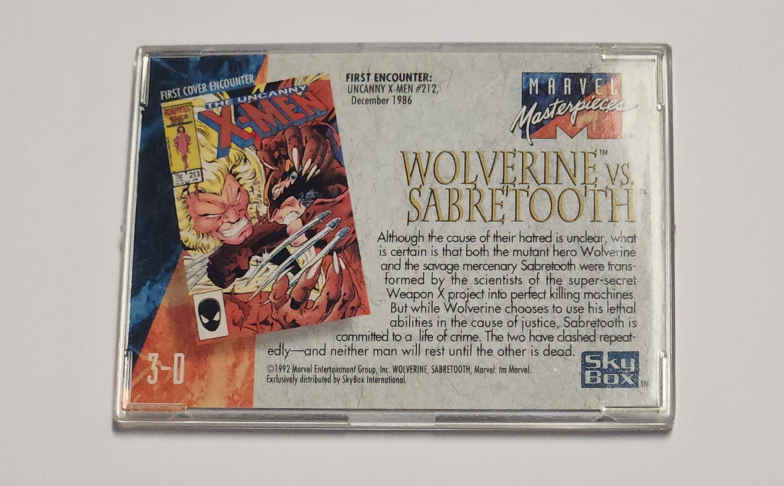 FIRST COVER ENCOUNTER
THE UNCANNY
X-MEN
FIRST ENCOUNTER:
UNCANNY X-MEN #212,
December 1986
MARVEL
Masterpieces
WOLVERINE™ VS.
SABRETOOTH™
Although the cause of their hatred is unclear, what
is certain is that both the mutant hero Wolverine
and the savage mercenary Sabretooth were trans-
formed by the scientists of the super-secret
Weapon X project into perfect killing machines.
But while Wolverine chooses to use his lethal
abilities in the cause of justice, Sabretooth is
committed to a life of crime. The two have clashed repeat-
edly—and neither man will rest until the other is dead.
3-D
©1992 Marvel Entertainment Group, Inc. WOLVERINE, SABRETOOTH, Marvel: tm Marvel.
Exclusively distributed by SkyBox International.
SKY
BOX™